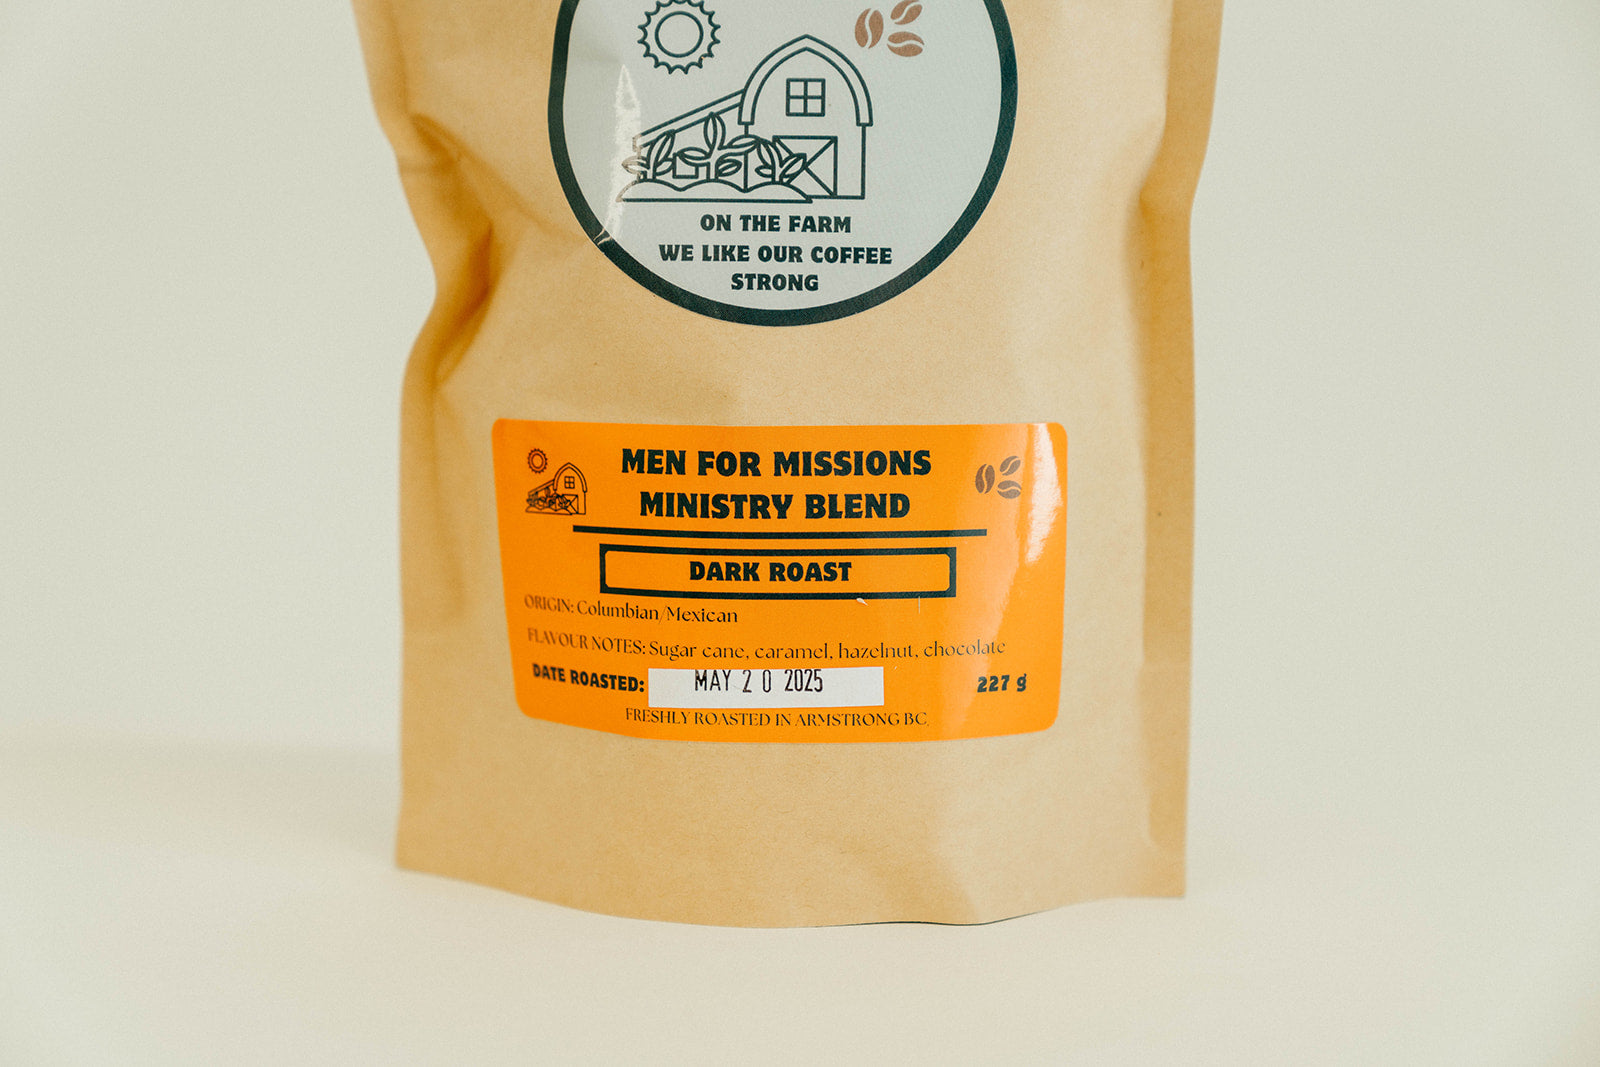 ON THE FARM
WE LIKE OUR COFFEE
STRONG
MEN FOR MISSIONS
MINISTRY BLEND
DARK ROAST
ORIGIN: Columbian/Mexican
FLAVOUR NOTES: Sugar cane, caramel, hazelnut, chocolate
DATE ROASTED: MAY 20 2025 227 g
FRESHLY ROASTED IN ARMSTRONG BC.